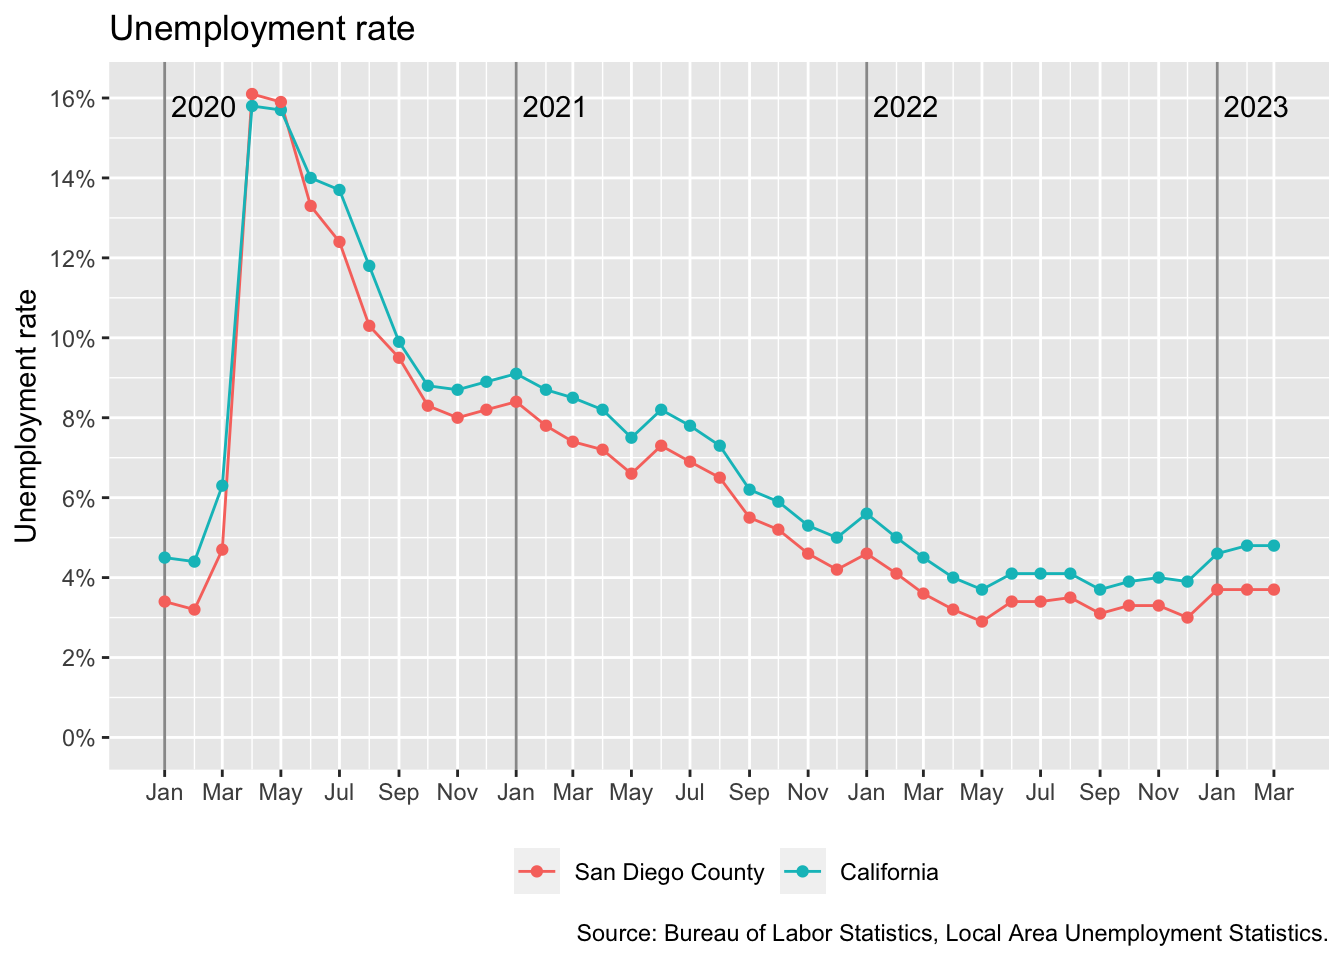 Unemployment rate
2020 2021 2022 2023
Unemployment rate
16%
14%
12%
10%
8%
6%
4%
2%
0%
Jan Mar May Jul Sep Nov Jan Mar May Jul Sep Nov Jan Mar May Jul Sep Nov Jan Mar
San Diego County California
Source: Bureau of Labor Statistics, Local Area Unemployment Statistics.